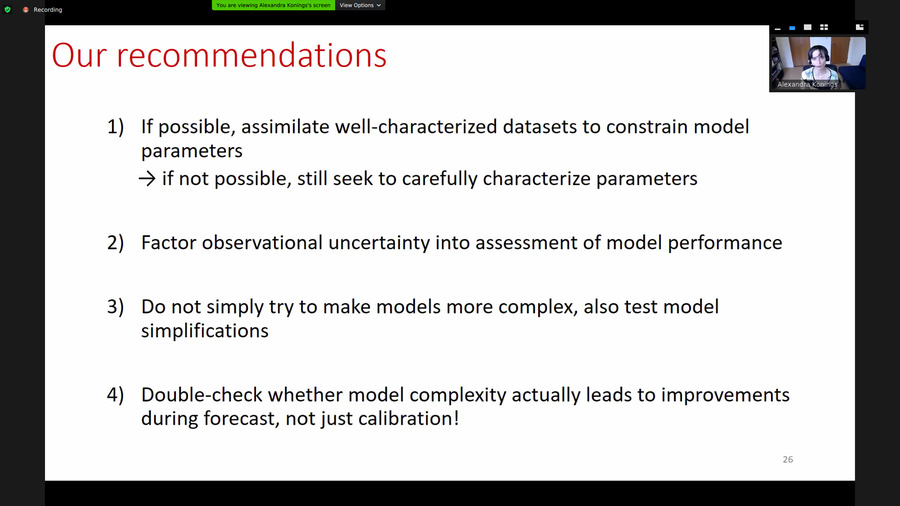 Recording
You are viewing Alexandra Konings's screen
View Options
Our recommendations
Alexandra Konings
1) If possible, assimilate well-characterized datasets to constrain model
parameters
→ if not possible, still seek to carefully characterize parameters
2) Factor observational uncertainty into assessment of model performance
3) Do not simply try to make models more complex, also test model
simplifications
4) Double-check whether model complexity actually leads to improvements
during forecast, not just calibration!
26